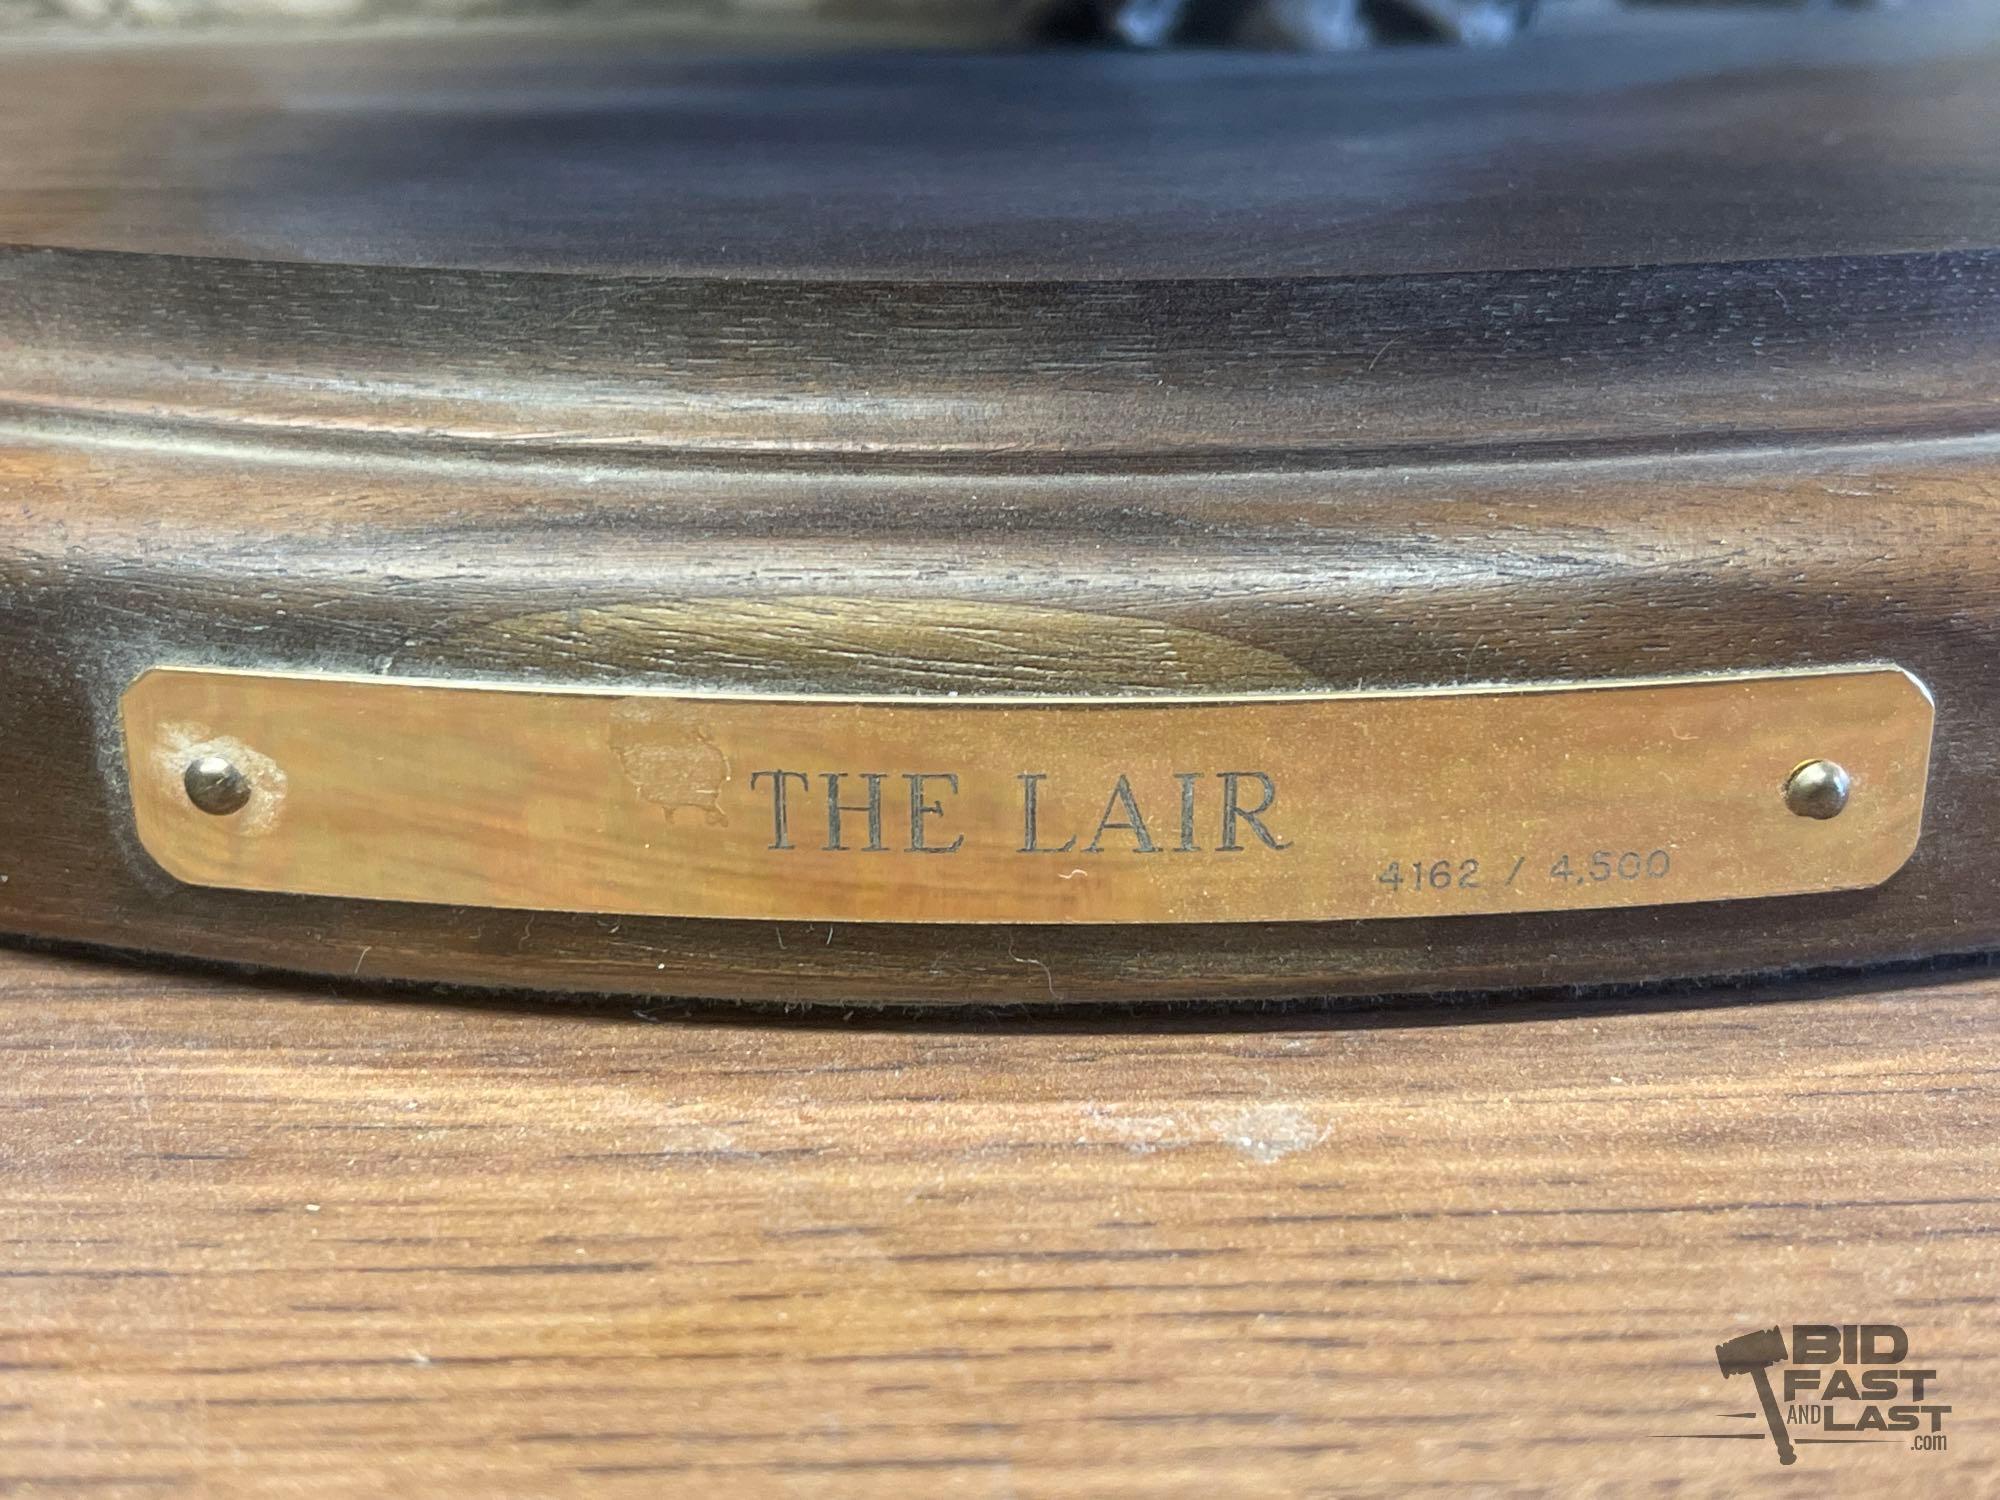 THE LAIR
4162 / 4,500
BID
FAST
AND LAST
.com